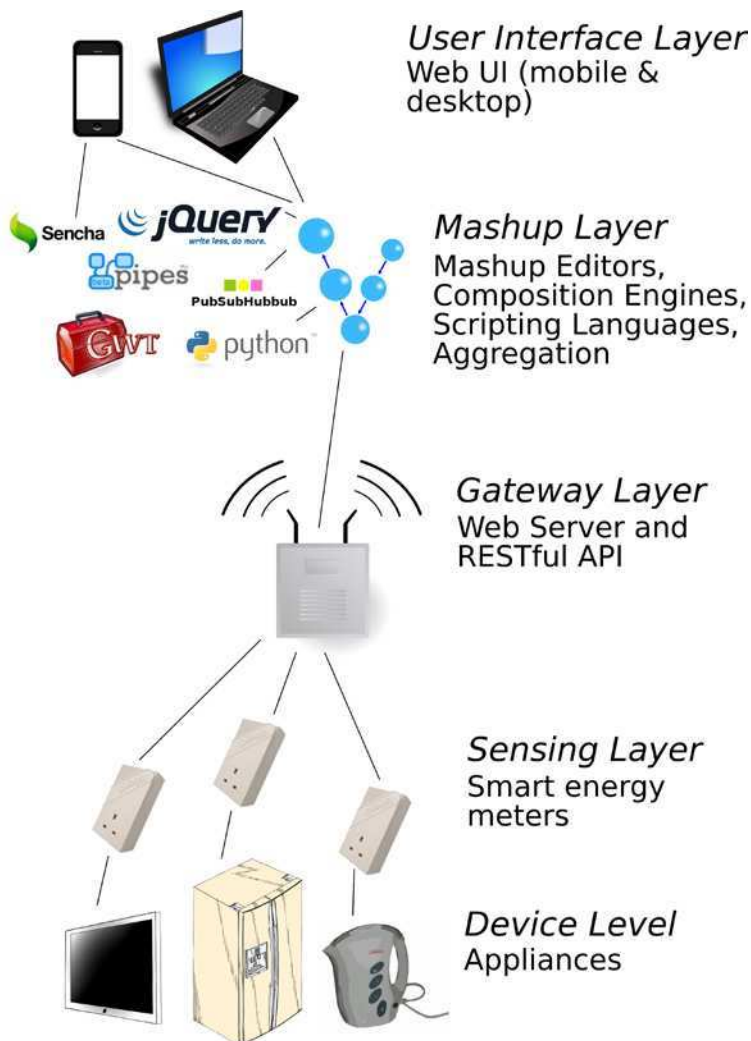 User Interface Layer
Web UI (mobile &
desktop)
Sencha
jQuery
write less, do more.
pipes
beta
PubSubHubbub
GWT
python™
Mashup Layer
Mashup Editors,
Composition Engines,
Scripting Languages,
Aggregation
Gateway Layer
Web Server and
RESTful API
Sensing Layer
Smart energy
meters
Device Level
Appliances